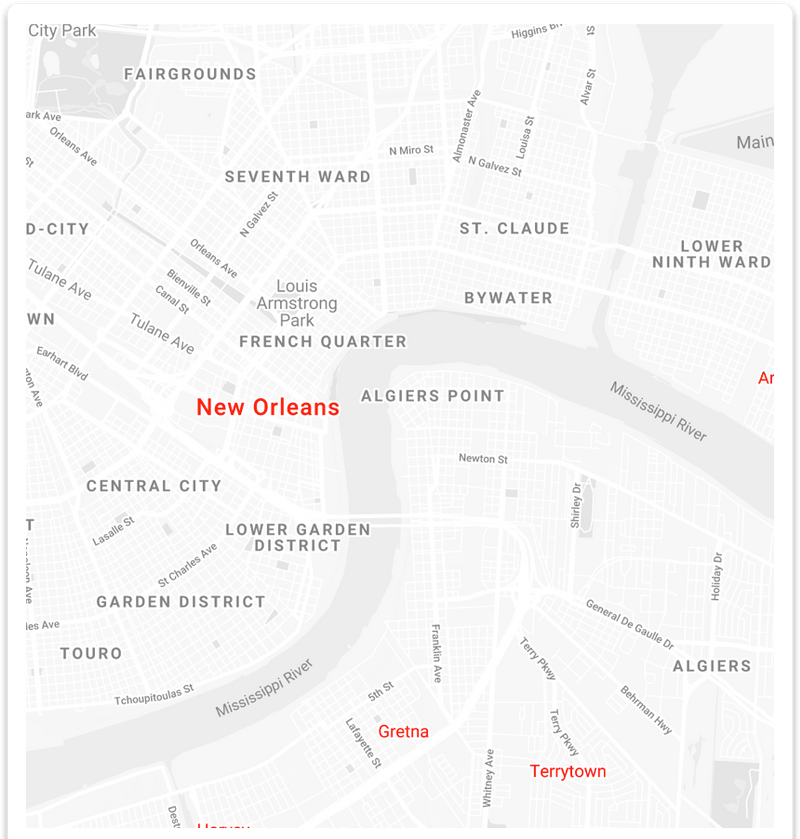 City Park
Higgins Bl
St
FAIRGROUNDS
Alvar St
ark Ave
Orleans Ave
Almonaster Ave
Louisa St
Main
N Miro St
St
N Galvez St
SEVENTH WARD
N Galvez St
D-CITY
ST. CLAUDE
LOWER
NINTH WARD
Orleans Ave
Tulane Ave
Bienville St
Canal St
Louis
Armstrong
Park
BYWATER
WN
Tulane Ave
FRENCH QUARTER
Earhart Blvd
Ar
ton Ave
New Orleans
ALGIERS POINT
Mississippi River
Newton St
CENTRAL CITY
Shirley Dr
T
Lasalle St
LOWER GARDEN
DISTRICT
St Charles Ave
Napoleon Ave
Holiday Dr
GARDEN DISTRICT
General De Gaulle Dr
les Ave
Franklin Ave
TOURO
Terry Pkwy
ALGIERS
Mississippi River
Tchoupitoulas St
5th St
Behrman Hwy
Lafayette St
Gretna
Terry Pkwy
Terrytown
Whitney Ave
Dest
Harvey